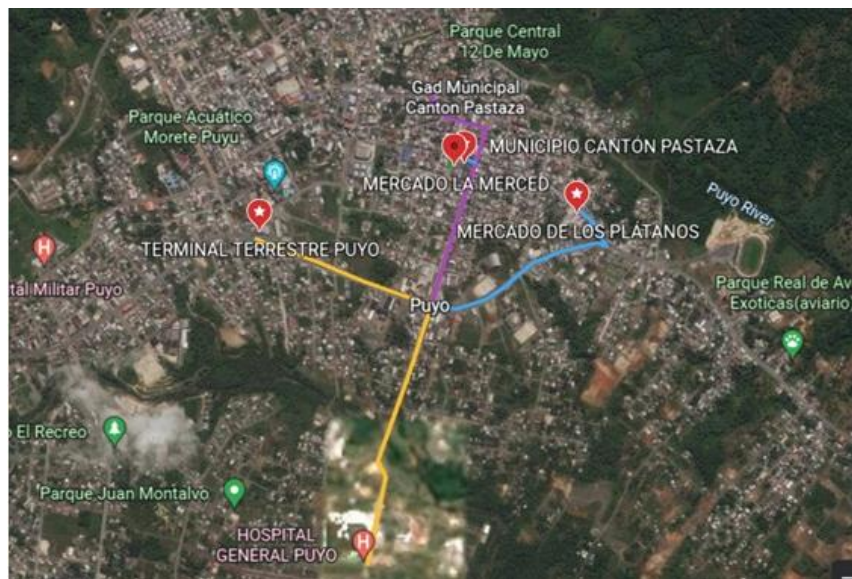 Parque Central
12 De Mayo
Gad Municipal
Canton Pastaza
Parque Acuático
Morete Puyu
MUNICIPIO CANTÓN PASTAZA
MERCADO LA MERCED
Puyo River
MERCADO DE LOS PLÁTANOS
TERMINAL TERRESTRE PUYO
H
tal Militar Puyo
Parque Real de Av
Exoticas(aviario)
Puyo
o El Recreo
Parque Juan Montalvo
HOSPITAL
GENERAL PUYO
H